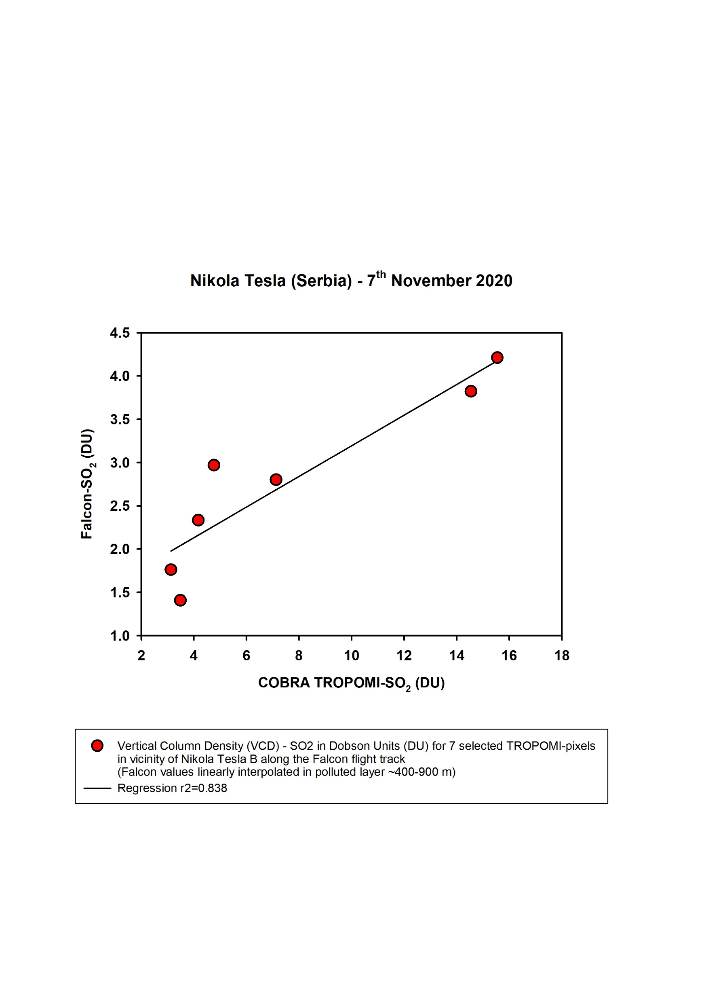 Nikola Tesla (Serbia) - 7th November 2020
4.5
4.0
3.5
3.0
2.5
2.0
1.5
1.0
Falcon-SO2 (DU)
2 4 6 8 10 12 14 16 18
COBRA TROPOMI-SO2 (DU)
Vertical Column Density (VCD) - SO2 in Dobson Units (DU) for 7 selected TROPOMI-pixels
in vicinity of Nikola Tesla B along the Falcon flight track
(Falcon values linearly interpolated in polluted layer ~400-900 m)
Regression r2=0.838